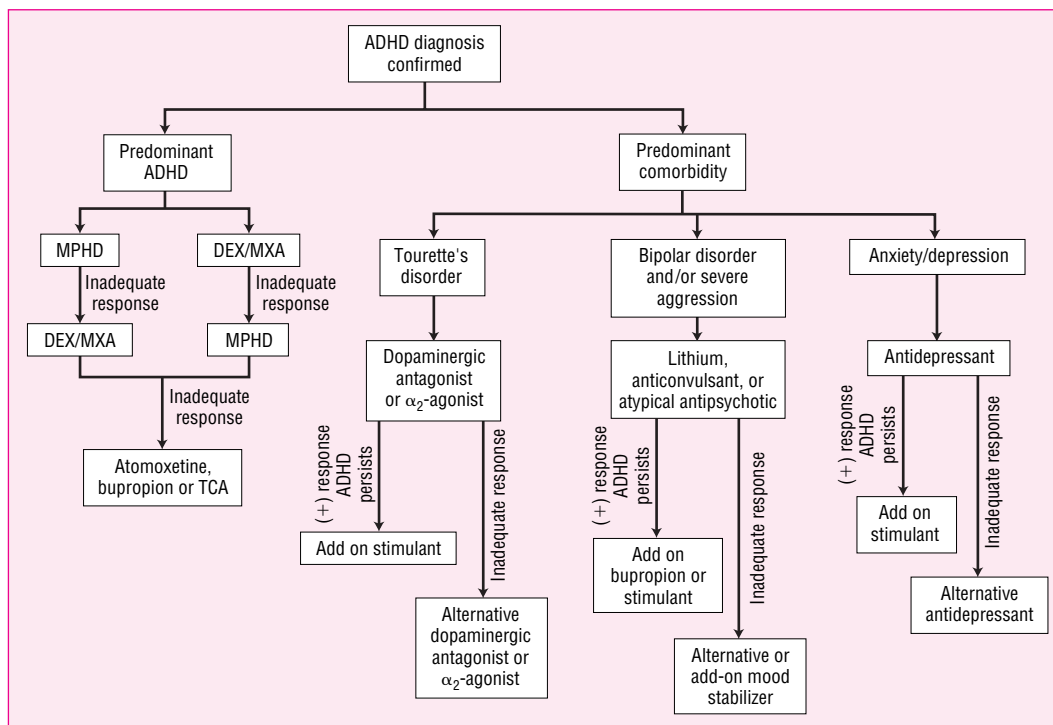 ADHD diagnosis
confirmed
Predominant
ADHD
Predominant
comorbidity
MPHD
DEX/MXA
Tourette's
disorder
Bipolar disorder
and/or severe
aggression
Anxiety/depression
Inadequate
response
Inadequate
response
DEX/MXA
MPHD
Inadequate
response
Atomoxetine,
bupropion or TCA
Dopaminergic
antagonist
or α₂-agonist
(+) response
ADHD
persists
Inadequate response
Add on stimulant
Alternative
dopaminergic
antagonist or
α₂-agonist
Lithium,
anticonvulsant, or
atypical antipsychotic
(+) response
ADHD
persists
Inadequate response
Add on
bupropion or
stimulant
Alternative or
add-on mood
stabilizer
Antidepressant
(+) response
ADHD
persists
Inadequate response
Add on
stimulant
Alternative
antidepressant